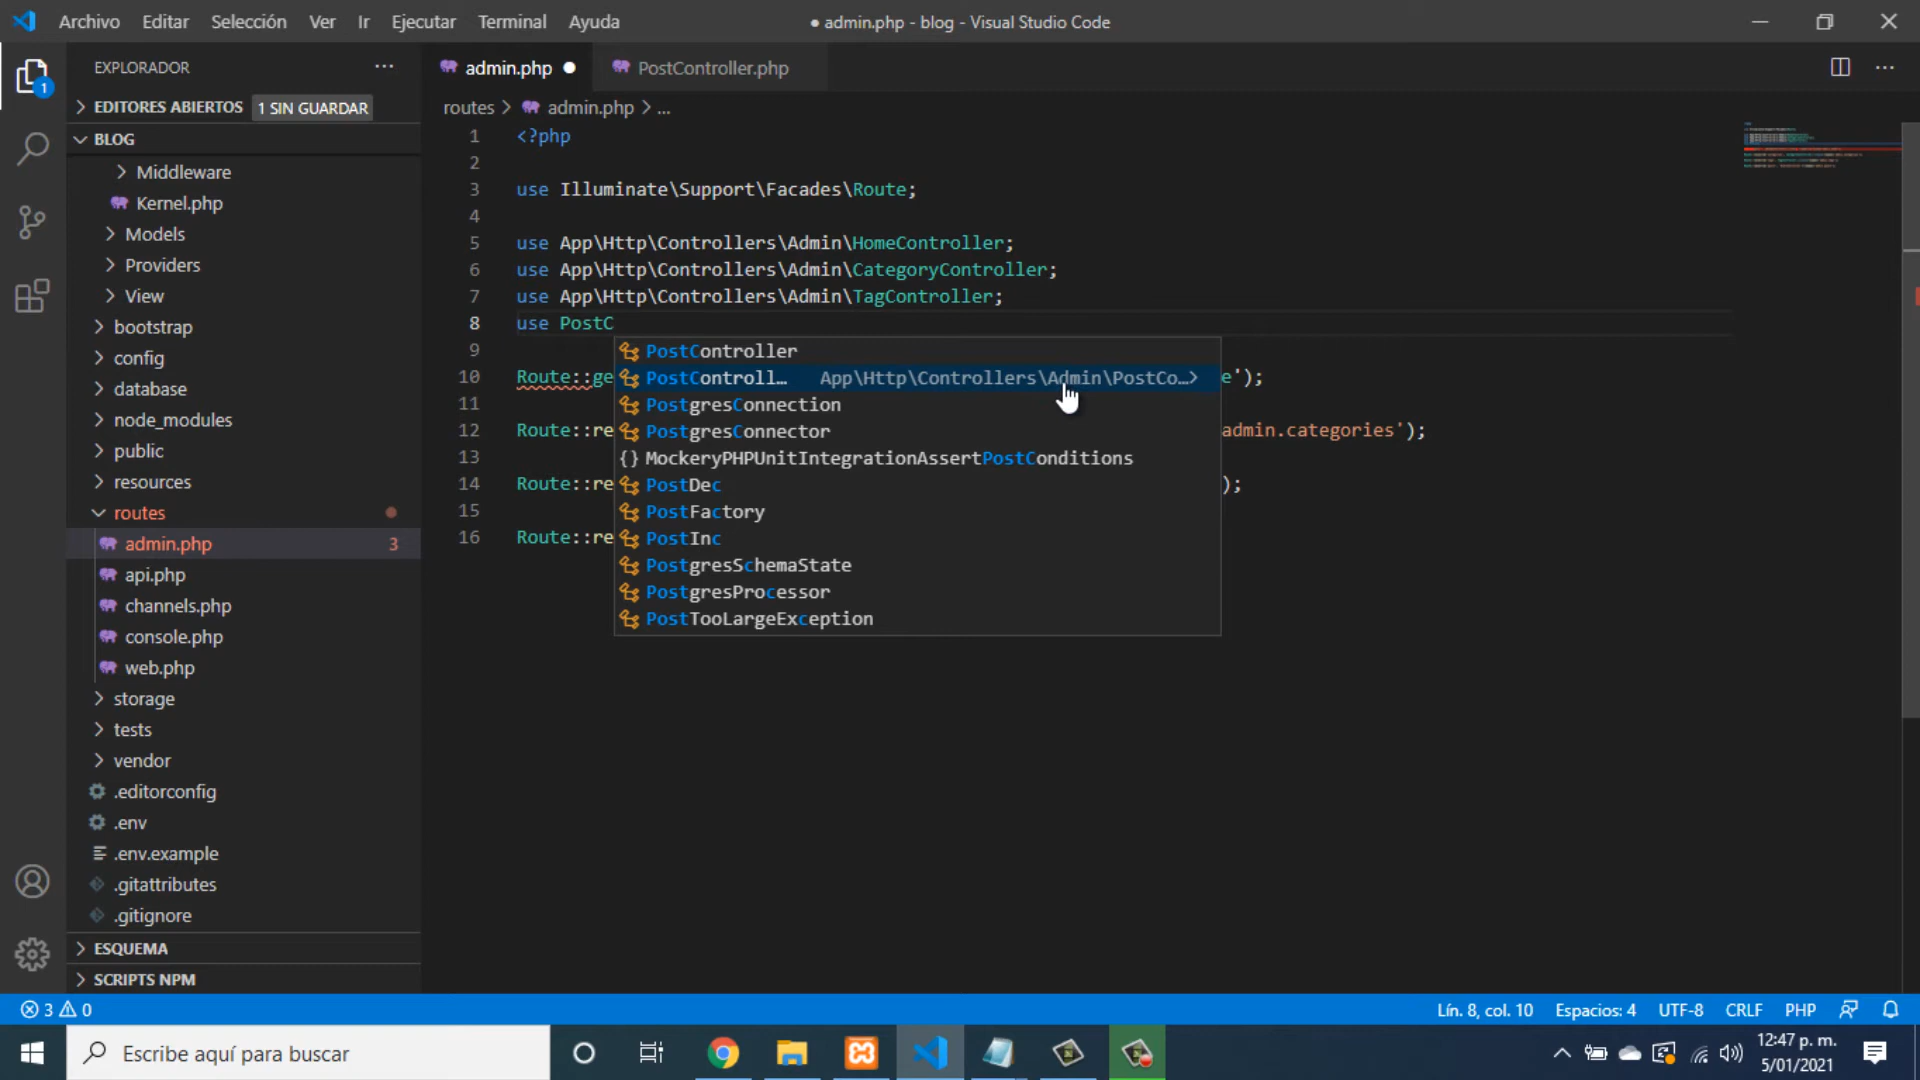 Archivo Editar Selección Ver Ir Ejecutar Terminal Ayuda
● admin.php - blog - Visual Studio Code
EXPLORADOR
admin.php
PostController.php
1
EDITORES ABIERTOS 1 SIN GUARDAR
routes > admin.php > ...
BLOG
Middleware
Kernel.php
Models
Providers
View
bootstrap
config
database
node_modules
public
resources
routes
admin.php 3
api.php
channels.php
console.php
web.php
storage
tests
vendor
.editorconfig
.env
.env.example
.gitattributes
.gitignore
ESQUEMA
SCRIPTS NPM
1 <?php
2
3 use Illuminate\Support\Facades\Route;
4
5 use App\Http\Controllers\Admin\HomeController;
6 use App\Http\Controllers\Admin\CategoryController;
7 use App\Http\Controllers\Admin\TagController;
8 use PostC
9
10 Route::ge e');
11
12 Route::re admin.categories');
13
14 Route::re );
15
16 Route::re
PostController
PostControll… App\Http\Controllers\Admin\PostCo…>
PostgresConnection
PostgresConnector
{} MockeryPHPUnitIntegrationAssertPostConditions
PostDec
PostFactory
PostInc
PostgresSchemaState
PostgresProcessor
PostTooLargeException
3 0
Lín. 8, col. 10 Espacios: 4 UTF-8 CRLF PHP
Escribe aquí para buscar
12:47 p. m.
5/01/2021